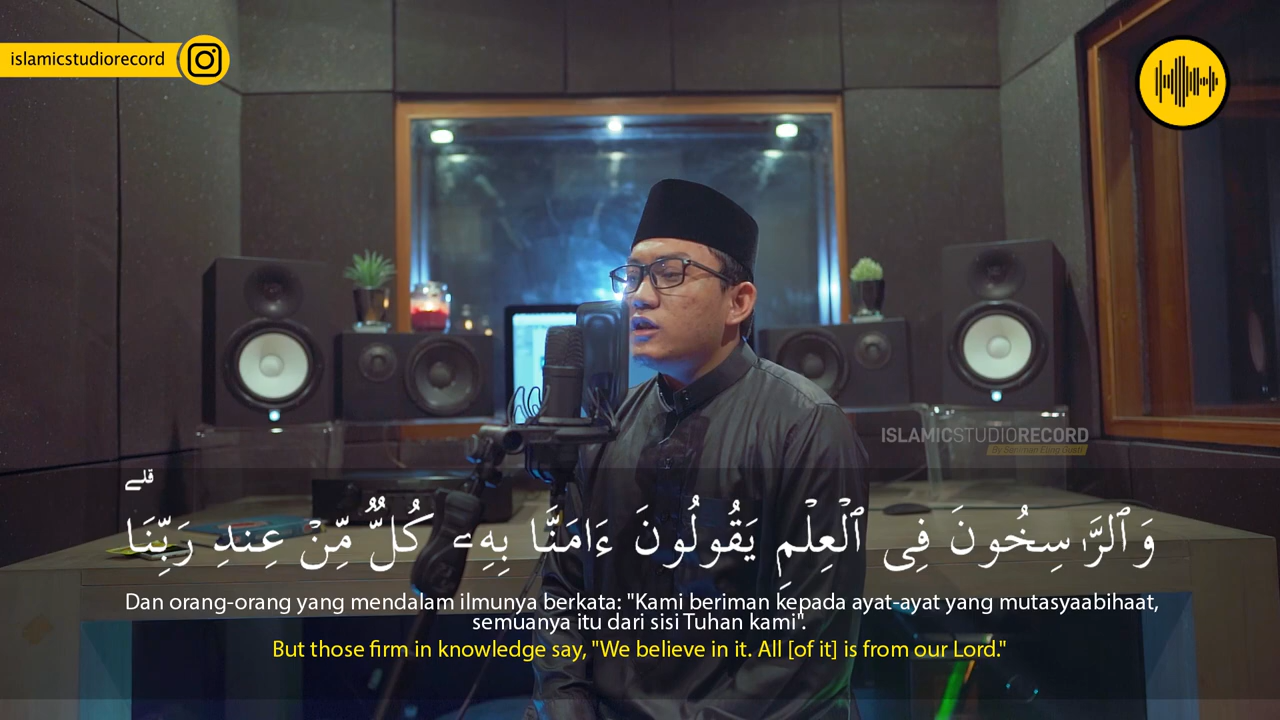 islamicstudiorecord
ISLAMICSTUDIORECORD
وَٱلرَّٰسِخُونَ فِى ٱلْعِلْمِ يَقُولُونَ ءَامَنَّا بِهِۦ كُلٌّ مِّنْ عِندِ رَبِّنَا ۗ
Dan orang-orang yang mendalam ilmunya berkata: "Kami beriman kepada ayat-ayat yang mutasyaabihaat,
semuanya itu dari sisi Tuhan kami".
But those firm in knowledge say, "We believe in it. All [of it] is from our Lord."